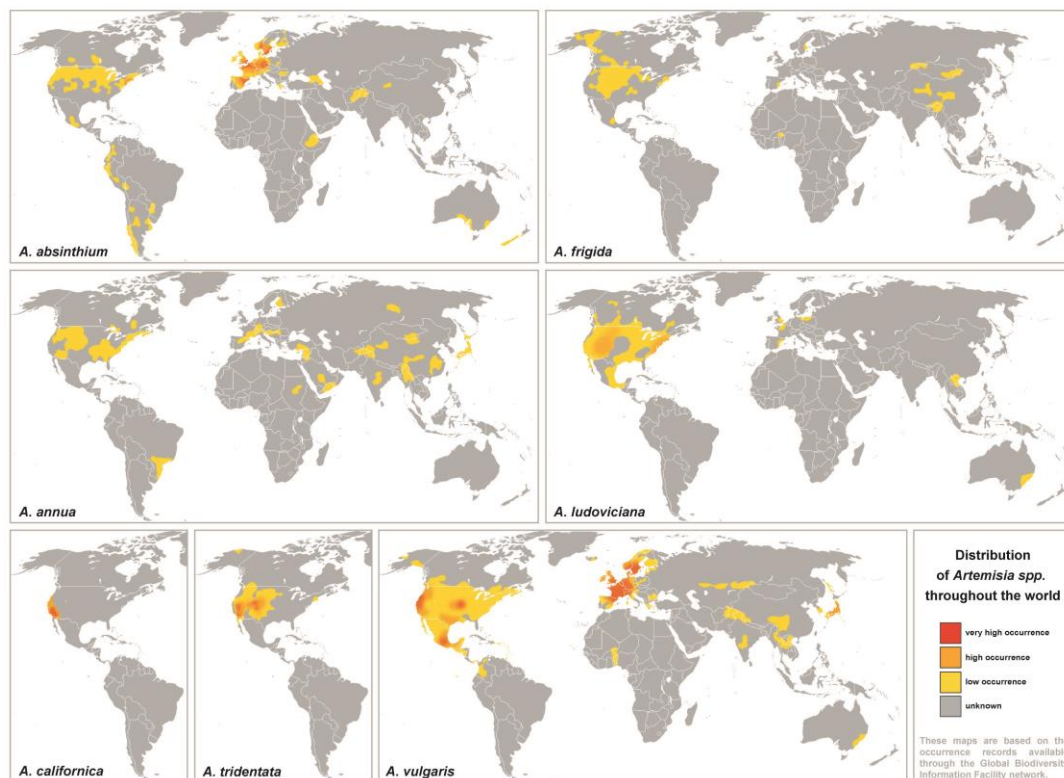 A. absinthium
A. frigida
A. annua
A. ludoviciana
A. californica
A. tridentata
A. vulgaris
Distribution
of Artemisia spp.
throughout the world
very high occurrence
high occurrence
low occurrence
unknown
These maps are based on th
occurrence records availabl
through the Global Biodiversit
Information Facility network.